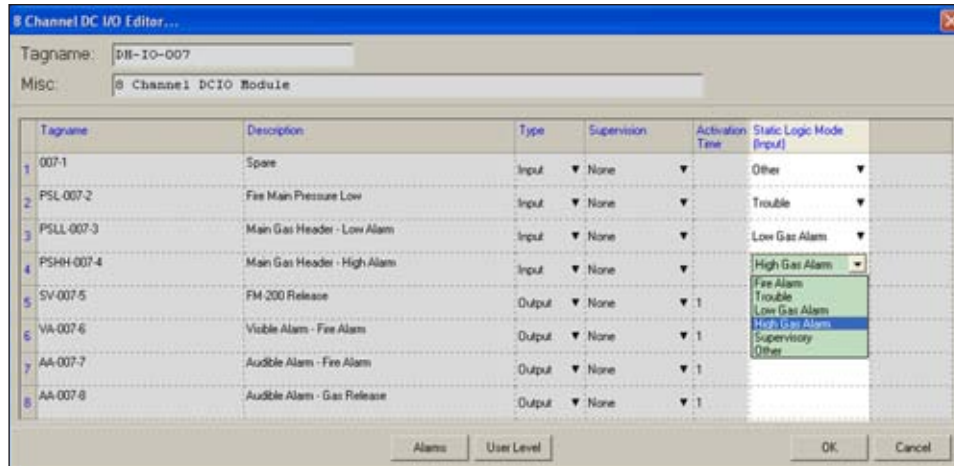 8 Channel DC I/O Editor...
Tagname: DM-IO-007
Misc: 8 Channel DCIO Module
Tagname Description Type Supervision Activation Time Static Logic Mode (Input)
1 007-1 Spare Input None Other
2 PSL-007-2 Fire Main Pressure Low Input None Trouble
3 PSLL-007-3 Main Gas Header - Low Alarm Input None Low Gas Alarm
4 PSHH-007-4 Main Gas Header - High Alarm Input None High Gas Alarm
5 SV-007-5 FM-200 Release Output None 1
6 VA-007-6 Visible Alarm - Fire Alarm Output None 1
7 AA-007-7 Audible Alarm - Fire Alarm Output None 1
8 AA-007-8 Audible Alarm - Gas Release Output None 1
Fire Alarm
Trouble
Low Gas Alarm
High Gas Alarm
Supervisory
Other
Alarms User Level OK Cancel